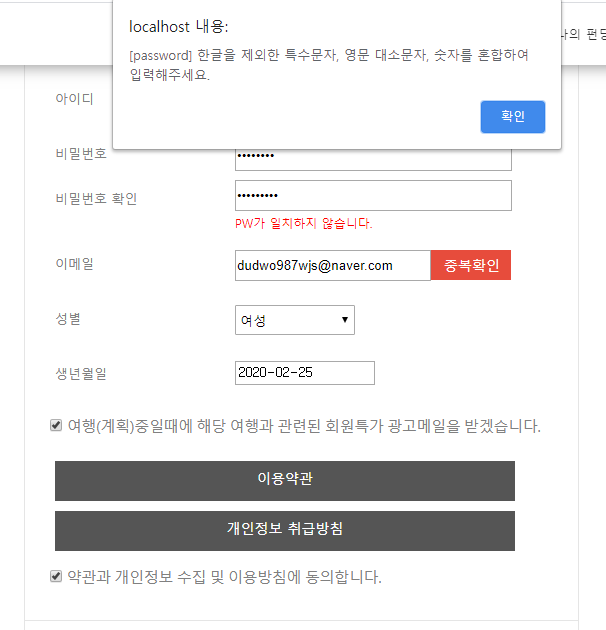 localhost 내용:
[password] 한글을 제외한 특수문자, 영문 대소문자, 숫자를 혼합하여
입력해주세요.
확인
나의 펀딩
아이디
비밀번호
••••••••
비밀번호 확인
•••••••••
PW가 일치하지 않습니다.
이메일
dudwo987wjs@naver.com
중복확인
성별
여성
생년월일
2020-02-25
여행(계획)중일때에 해당 여행과 관련된 회원특가 광고메일을 받겠습니다.
이용약관
개인정보 취급방침
약관과 개인정보 수집 및 이용방침에 동의합니다.